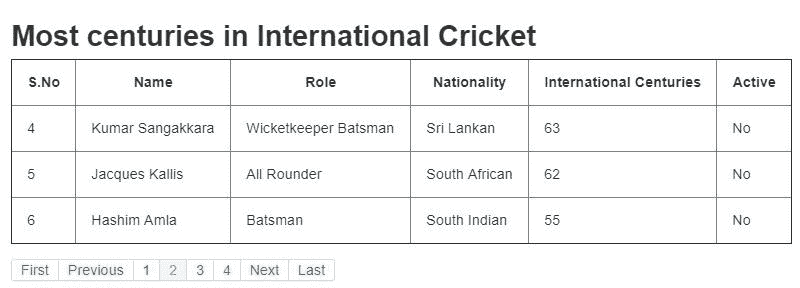 Most centuries in International Cricket
S.No Name Role Nationality International Centuries Active
4 Kumar Sangakkara Wicketkeeper Batsman Sri Lankan 63 No
5 Jacques Kallis All Rounder South African 62 No
6 Hashim Amla Batsman South Indian 55 No
First Previous 1 2 3 4 Next Last